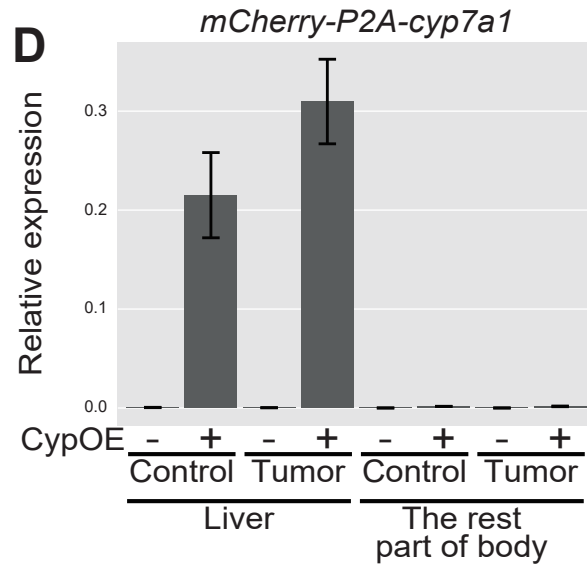 D
mCherry-P2A-cyp7a1
Relative expression
0.3
0.2
0.1
0.0
CypOE - + - + - + - +
Control Tumor Control Tumor
Liver The rest
part of body